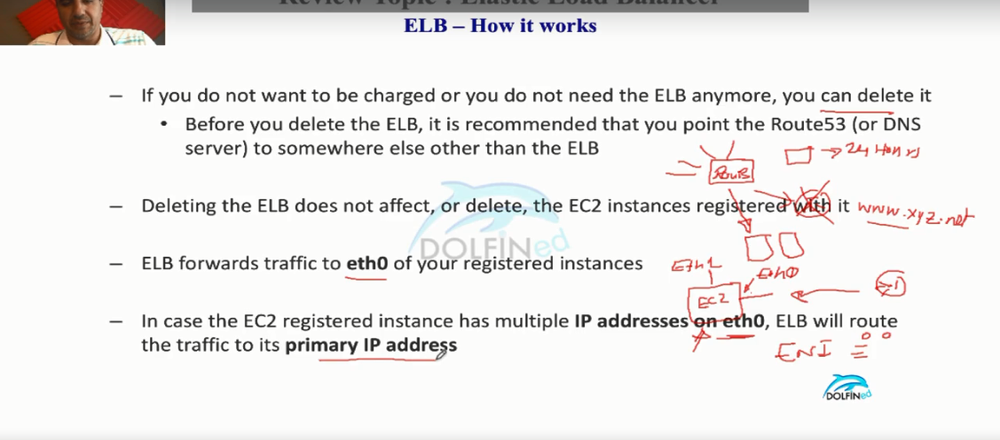 Review Topic : Elastic Load Balancer
ELB – How it works
– If you do not want to be charged or you do not need the ELB anymore, you can delete it
• Before you delete the ELB, it is recommended that you point the Route53 (or DNS
server) to somewhere else other than the ELB
→ 24 Hours
– Deleting the ELB does not affect, or delete, the EC2 instances registered with it
www.xyz.net
DOLFINed
– ELB forwards traffic to eth0 of your registered instances
Eth1
Eth0
EC2
– In case the EC2 registered instance has multiple IP addresses on eth0, ELB will route
the traffic to its primary IP address
ENI
DOLFINed